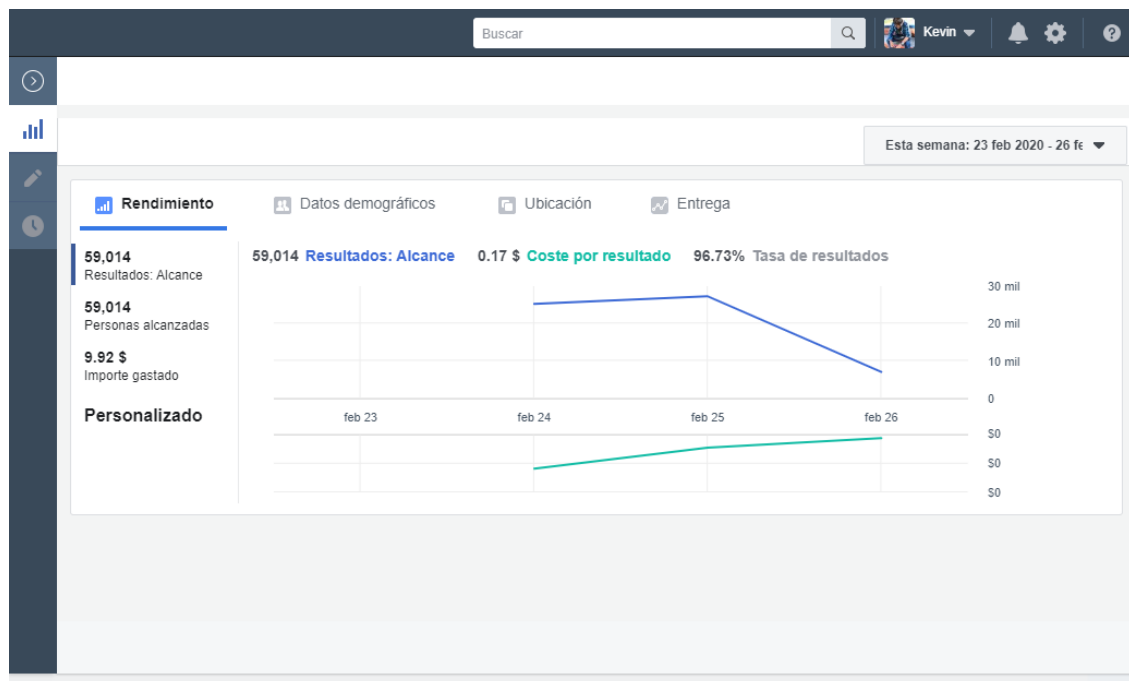 Buscar
Kevin
Esta semana: 23 feb 2020 - 26 fe
Rendimiento
Datos demográficos
Ubicación
Entrega
59,014
Resultados: Alcance
59,014
Personas alcanzadas
9.92 $
Importe gastado
Personalizado
59,014 Resultados: Alcance 0.17 $ Coste por resultado 96.73% Tasa de resultados
30 mil
20 mil
10 mil
0
feb 23 feb 24 feb 25 feb 26
$0
$0
$0